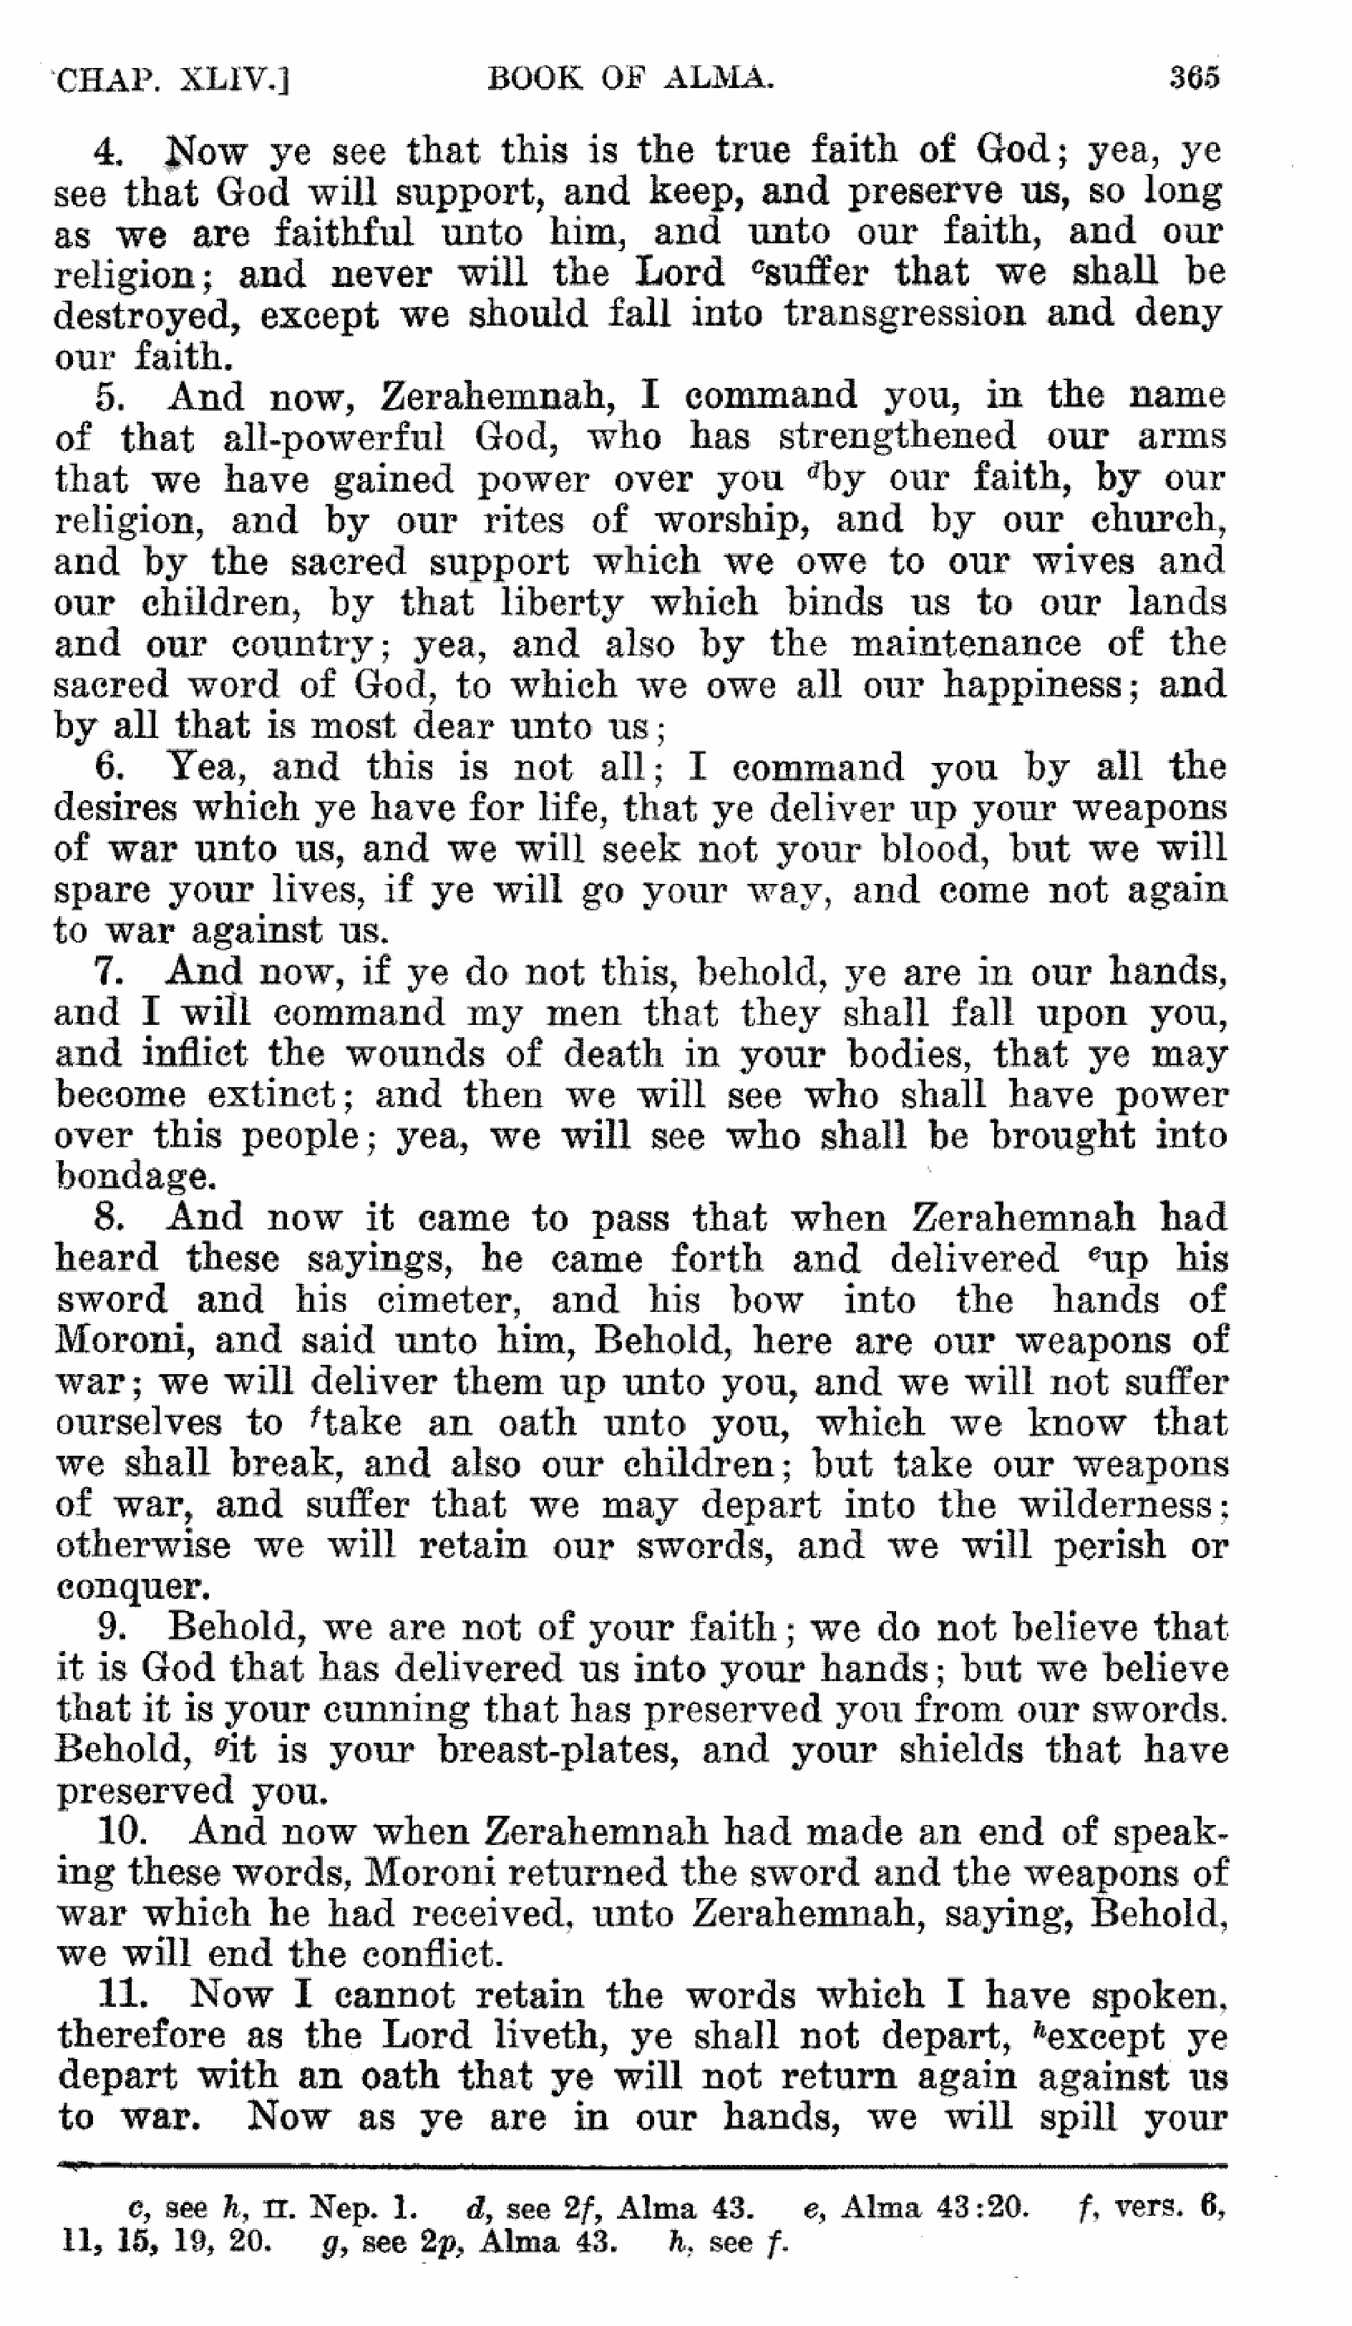 CHAP. XLIV.] BOOK OF ALMA. 365
4. Now ye see that this is the true faith of God; yea, ye
see that God will support, and keep, and preserve us, so long
as we are faithful unto him, and unto our faith, and our
religion; and never will the Lord ᶜsuffer that we shall be
destroyed, except we should fall into transgression and deny
our faith.
5. And now, Zerahemnah, I command you, in the name
of that all-powerful God, who has strengthened our arms
that we have gained power over you ᵈby our faith, by our
religion, and by our rites of worship, and by our church,
and by the sacred support which we owe to our wives and
our children, by that liberty which binds us to our lands
and our country; yea, and also by the maintenance of the
sacred word of God, to which we owe all our happiness; and
by all that is most dear unto us;
6. Yea, and this is not all; I command you by all the
desires which ye have for life, that ye deliver up your weapons
of war unto us, and we will seek not your blood, but we will
spare your lives, if ye will go your way, and come not again
to war against us.
7. And now, if ye do not this, behold, ye are in our hands,
and I will command my men that they shall fall upon you,
and inflict the wounds of death in your bodies, that ye may
become extinct; and then we will see who shall have power
over this people; yea, we will see who shall be brought into
bondage.
8. And now it came to pass that when Zerahemnah had
heard these sayings, he came forth and delivered ᵉup his
sword and his cimeter, and his bow into the hands of
Moroni, and said unto him, Behold, here are our weapons of
war; we will deliver them up unto you, and we will not suffer
ourselves to ᶠtake an oath unto you, which we know that
we shall break, and also our children; but take our weapons
of war, and suffer that we may depart into the wilderness;
otherwise we will retain our swords, and we will perish or
conquer.
9. Behold, we are not of your faith; we do not believe that
it is God that has delivered us into your hands; but we believe
that it is your cunning that has preserved you from our swords.
Behold, ᵍit is your breast-plates, and your shields that have
preserved you.
10. And now when Zerahemnah had made an end of speak-
ing these words, Moroni returned the sword and the weapons of
war which he had received, unto Zerahemnah, saying, Behold,
we will end the conflict.
11. Now I cannot retain the words which I have spoken,
therefore as the Lord liveth, ye shall not depart, ʰexcept ye
depart with an oath that ye will not return again against us
to war. Now as ye are in our hands, we will spill your
c, see h, II. Nep. 1. d, see 2f, Alma 43. e, Alma 43:20. f, vers. 6,
11, 15, 19, 20. g, see 2p, Alma 43. h, see f.